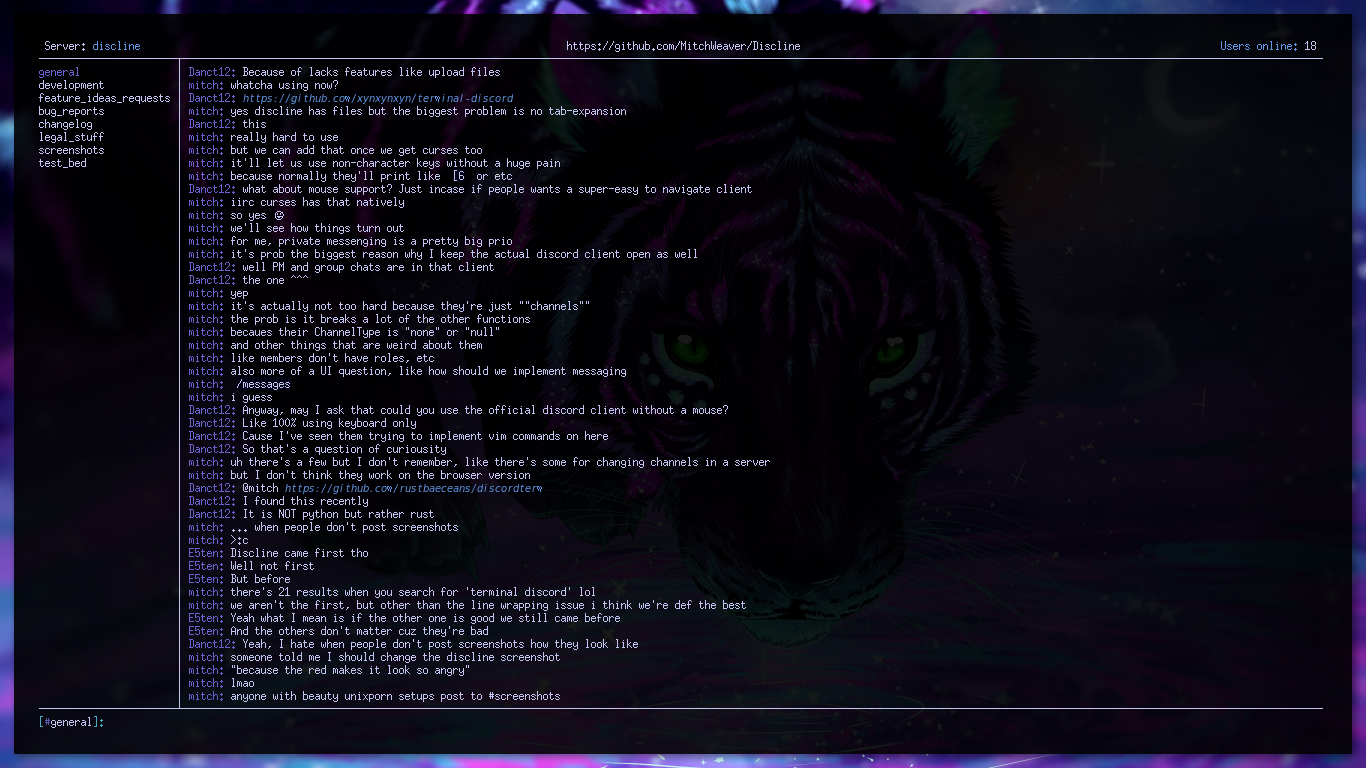 Server: discline
https://github.com/MitchWeaver/Discline
Users online: 18
general
development
feature_ideas_requests
bug_reports
changelog
legal_stuff
screenshots
test_bed
Danct12: Because of lacks features like upload files
mitch: whatcha using now?
Danct12: https://github.com/xynxynxyn/terminal-discord
mitch: yes discline has files but the biggest problem is no tab-expansion
Danct12: this
mitch: really hard to use
mitch: but we can add that once we get curses too
mitch: it'll let us use non-character keys without a huge pain
mitch: because normally they'll print like  [6  or etc
Danct12: what about mouse support? Just incase if people wants a super-easy to navigate client
mitch: iirc curses has that natively
mitch: so yes 😛
mitch: we'll see how things turn out
mitch: for me, private messenging is a pretty big prio
mitch: it's prob the biggest reason why I keep the actual discord client open as well
Danct12: well PM and group chats are in that client
Danct12: the one ^^^
mitch: yep
mitch: it's actually not too hard because they're just ""channels""
mitch: the prob is it breaks a lot of the other functions
mitch: becaues their ChannelType is "none" or "null"
mitch: and other things that are weird about them
mitch: like members don't have roles, etc
mitch: also more of a UI question, like how should we implement messaging
mitch:  /messages
mitch: i guess
Danct12: Anyway, may I ask that could you use the official discord client without a mouse?
Danct12: Like 100% using keyboard only
Danct12: Cause I've seen them trying to implement vim commands on here
Danct12: So that's a question of curiousity
mitch: uh there's a few but I don't remember, like there's some for changing channels in a server
mitch: but I don't think they work on the browser version
Danct12: @mitch https://github.com/rustbaeceans/discordterm
Danct12: I found this recently
Danct12: It is NOT python but rather rust
mitch: ... when people don't post screenshots
mitch: >:c
E5ten: Discline came first tho
E5ten: Well not first
E5ten: But before
mitch: there's 21 results when you search for 'terminal discord' lol
mitch: we aren't the first, but other than the line wrapping issue i think we're def the best
E5ten: Yeah what I mean is if the other one is good we still came before
E5ten: And the others don't matter cuz they're bad
Danct12: Yeah, I hate when people don't post screenshots how they look like
mitch: someone told me I should change the discline screenshot
mitch: "because the red makes it look so angry"
mitch: lmao
mitch: anyone with beauty unixporn setups post to #screenshots
[#general]: